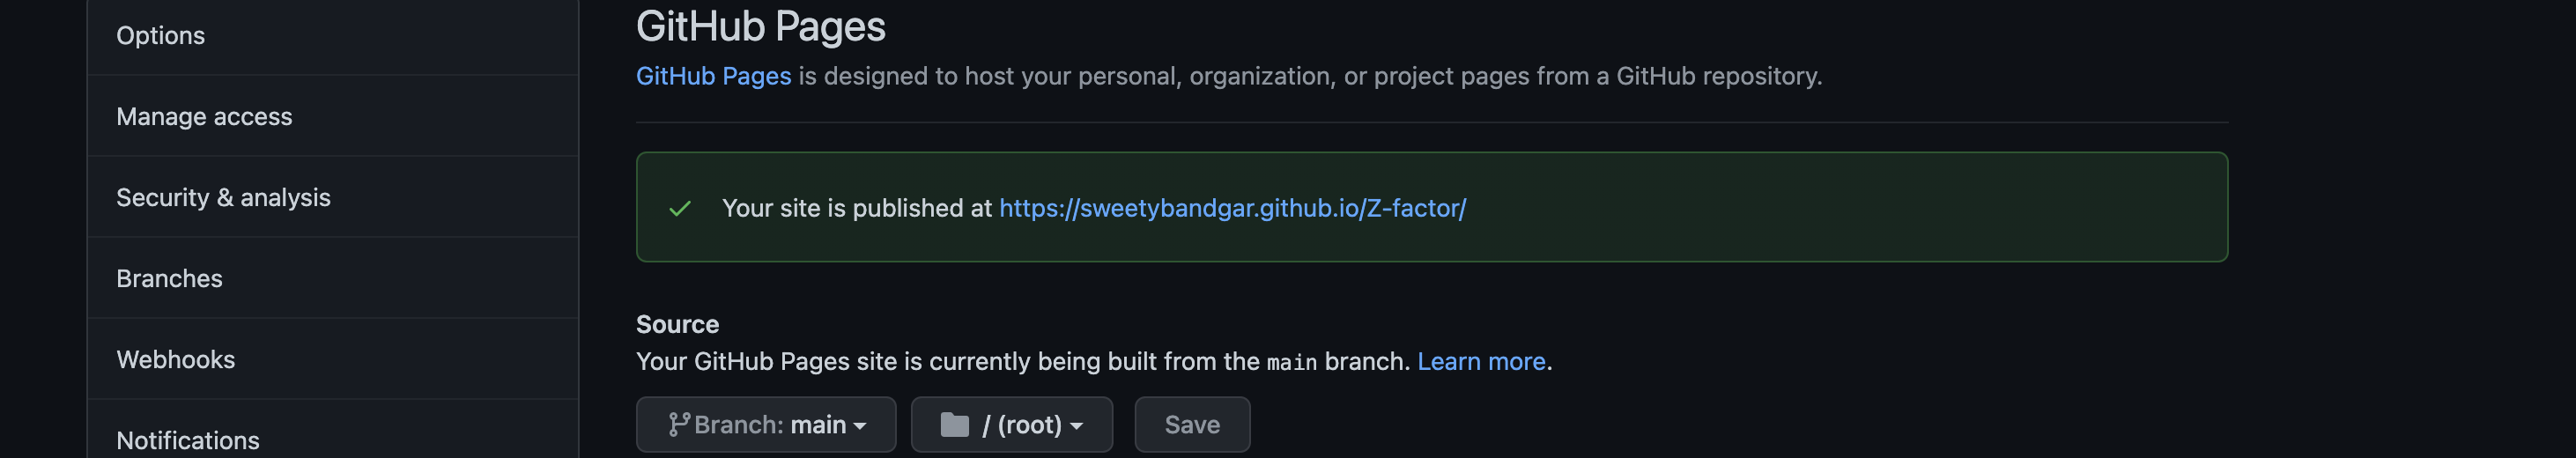 Options
Manage access
Security & analysis
Branches
Webhooks
Notifications
GitHub Pages
GitHub Pages is designed to host your personal, organization, or project pages from a GitHub repository.
Your site is published at https://sweetybandgar.github.io/Z-factor/
Source
Your GitHub Pages site is currently being built from the main branch. Learn more.
Branch: main / (root) Save